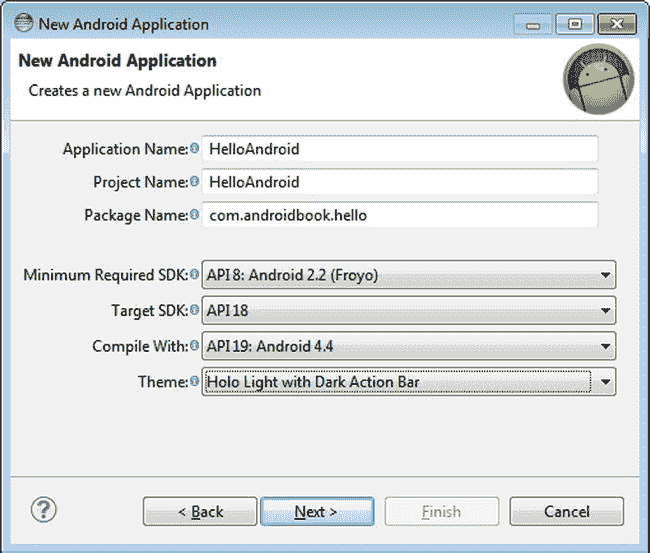 New Android Application
New Android Application
Creates a new Android Application
Application Name: HelloAndroid
Project Name: HelloAndroid
Package Name: com.androidbook.hello
Minimum Required SDK: API 8: Android 2.2 (Froyo)
Target SDK: API 18
Compile With: API 19: Android 4.4
Theme: Holo Light with Dark Action Bar
? < Back Next > Finish Cancel